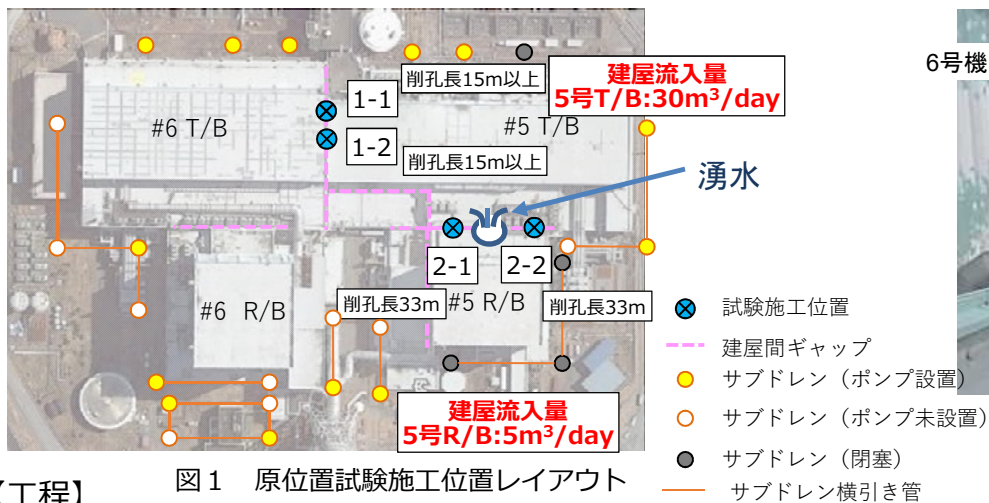 削孔長15m以上
建屋流入量
5号T/B:30m³/day
6号機
1-1
#6 T/B
#5 T/B
1-2
削孔長15m以上
湧水
2-1
2-2
#6 R/B
削孔長33m
#5 R/B
削孔長33m
試験施工位置
建屋間ギャップ
サブドレン（ポンプ設置）
建屋流入量
5号R/B:5m³/day
サブドレン（ポンプ未設置）
サブドレン（閉塞）
サブドレン横引き管
図１　原位置試験施工位置レイアウト
【工程】